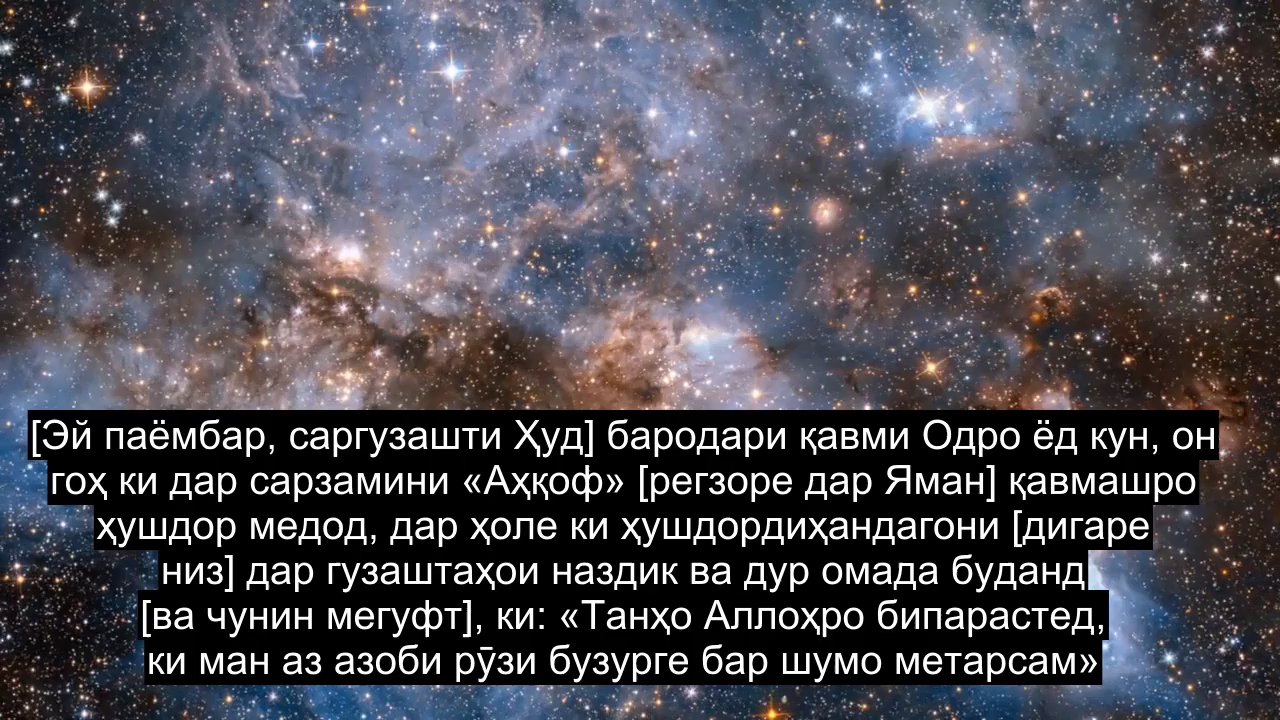 [Эй паёмбар, саргузашти Ҳуд] бародари қавми Одро ёд кун, он
гоҳ ки дар сарзамини «Аҳқоф» [регзоре дар Яман] қавмашро
ҳушдор медод, дар ҳоле ки ҳушдордиҳандагони [дигаре
низ] дар гузаштаҳои наздик ва дур омада буданд
[ва чунин мегуфт], ки: «Танҳо Аллоҳро бипарастед,
ки ман аз азоби рӯзи бузурге бар шумо метарсам»